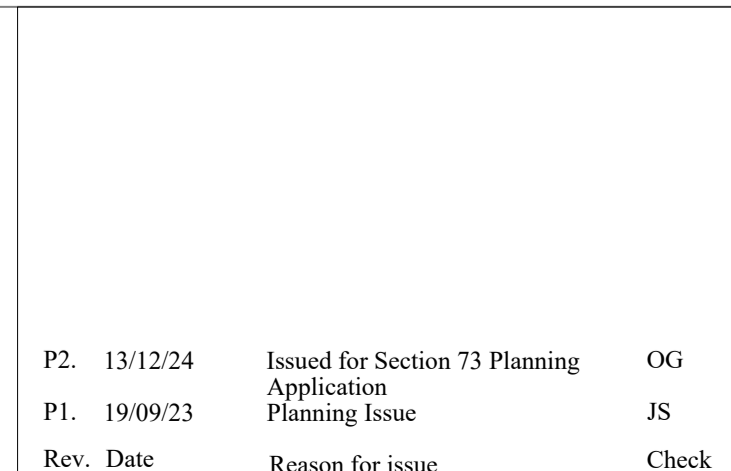 P2. 13/12/24 Issued for Section 73 Planning OG
Application
P1. 19/09/23 Planning Issue JS
Rev. Date Reason for issue Check